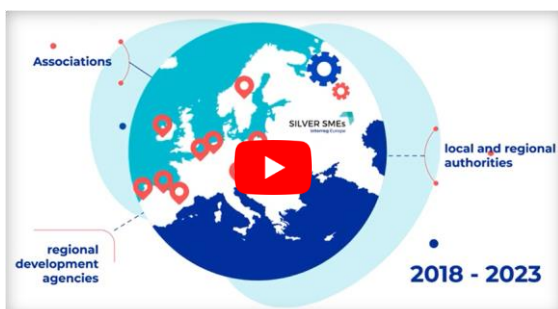 Associations
SILVER SMEs
Interreg Europe
local and regional
authorities
regional
development
agencies
2018 - 2023